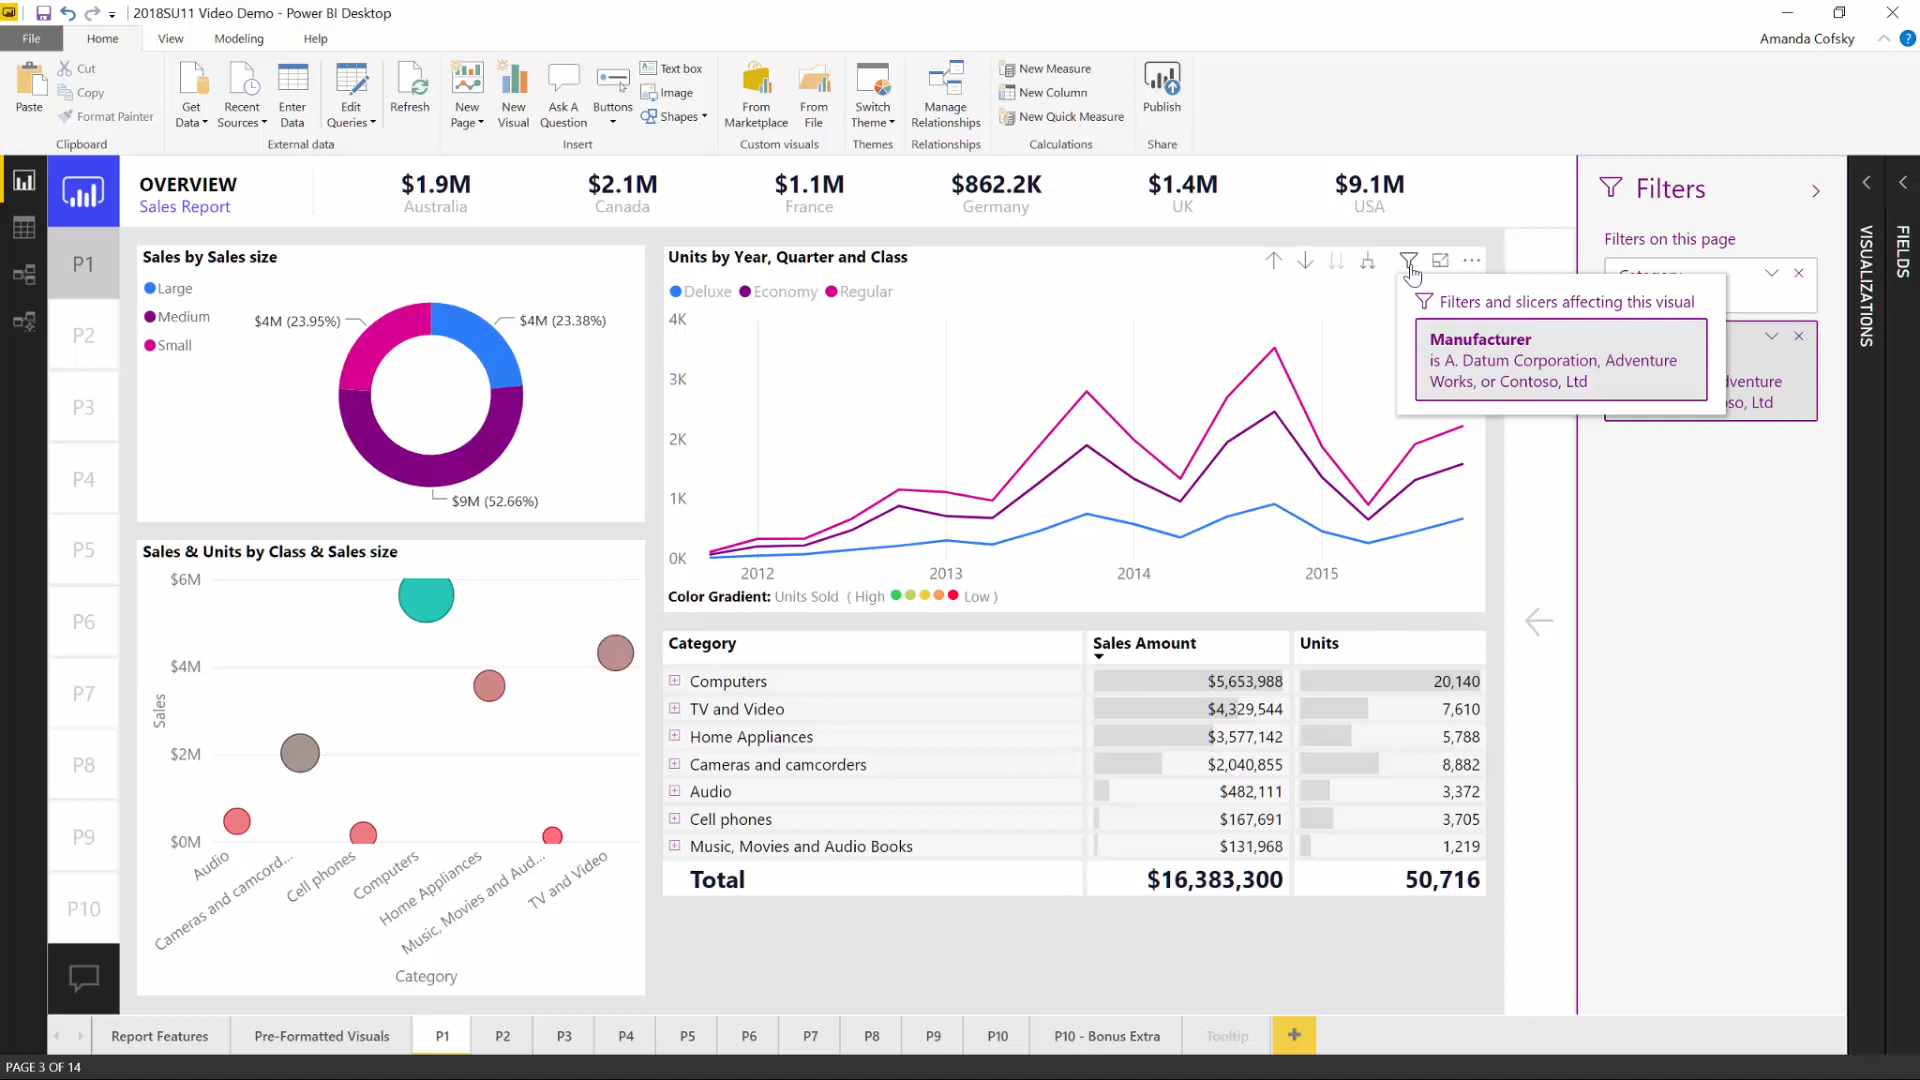 2018SU11 Video Demo - Power BI Desktop
File Home View Modeling Help
Amanda Cofsky
Paste
Cut
Copy
Format Painter
Clipboard
Get Data
Recent Sources
Enter Data
Edit Queries
Refresh
External data
New Page
New Visual
Ask A Question
Buttons
Text box
Image
Shapes
Insert
From Marketplace
From File
Custom visuals
Switch Theme
Themes
Manage Relationships
Relationships
New Measure
New Column
New Quick Measure
Calculations
Publish
Share
OVERVIEW
Sales Report
$1.9M
Australia
$2.1M
Canada
$1.1M
France
$862.2K
Germany
$1.4M
UK
$9.1M
USA
P1
P2
P3
P4
P5
P6
P7
P8
P9
P10
Sales by Sales size
Large
Medium
Small
$4M (23.95%)
$4M (23.38%)
$9M (52.66%)
Units by Year, Quarter and Class
Deluxe Economy Regular
4K
3K
2K
1K
0K
2012 2013 2014 2015
Color Gradient: Units Sold ( High Low )
Filters and slicers affecting this visual
Manufacturer
is A. Datum Corporation, Adventure
Works, or Contoso, Ltd
Sales & Units by Class & Sales size
$6M
$4M
$2M
$0M
Sales
Audio
Cameras and camcord...
Cell phones
Computers
Home Appliances
Music, Movies and Aud...
TV and Video
Category
Category Sales Amount Units
Computers $5,653,988 20,140
TV and Video $4,329,544 7,610
Home Appliances $3,577,142 5,788
Cameras and camcorders $2,040,855 8,882
Audio $482,111 3,372
Cell phones $167,691 3,705
Music, Movies and Audio Books $131,968 1,219
Total $16,383,300 50,716
Filters
Filters on this page
VISUALIZATIONS
FIELDS
Report Features Pre-Formatted Visuals P1 P2 P3 P4 P5 P6 P7 P8 P9 P10 P10 - Bonus Extra Tooltip
PAGE 3 OF 14